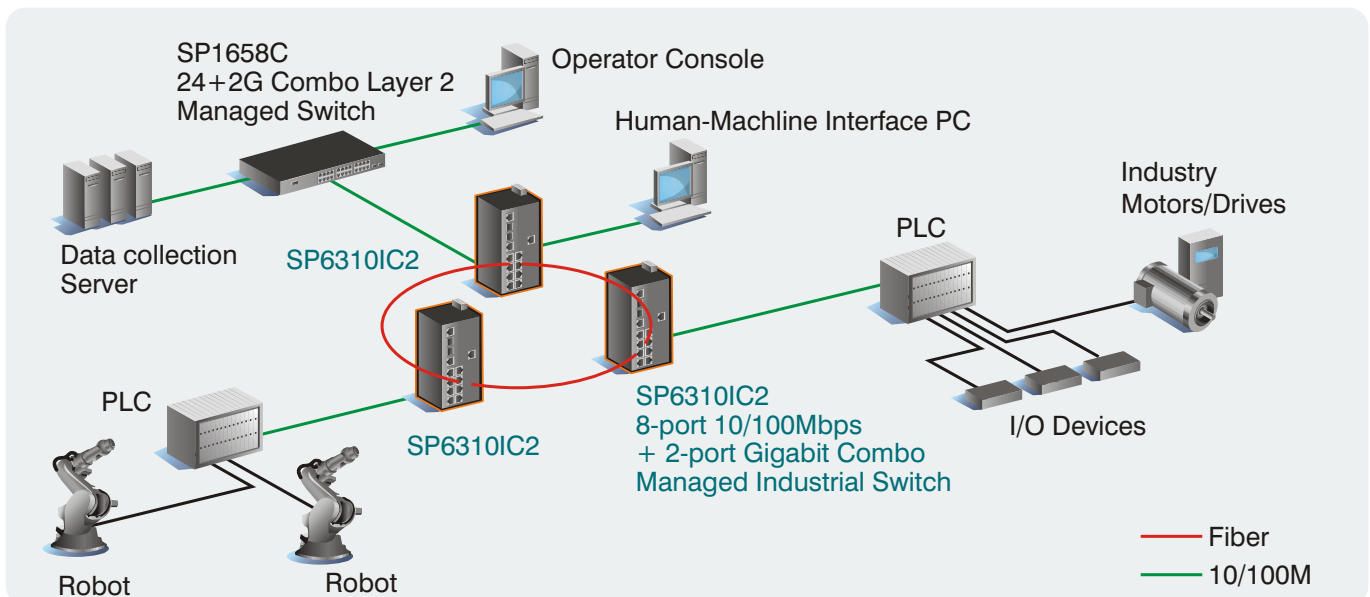 SP1658C
24+2G Combo Layer 2
Managed Switch
Operator Console
Human-Machline Interface PC
Industry
Motors/Drives
PLC
Data collection
Server
SP6310IC2
PLC
SP6310IC2
SP6310IC2
8-port 10/100Mbps
+ 2-port Gigabit Combo
Managed Industrial Switch
I/O Devices
Robot
Robot
Fiber
10/100M